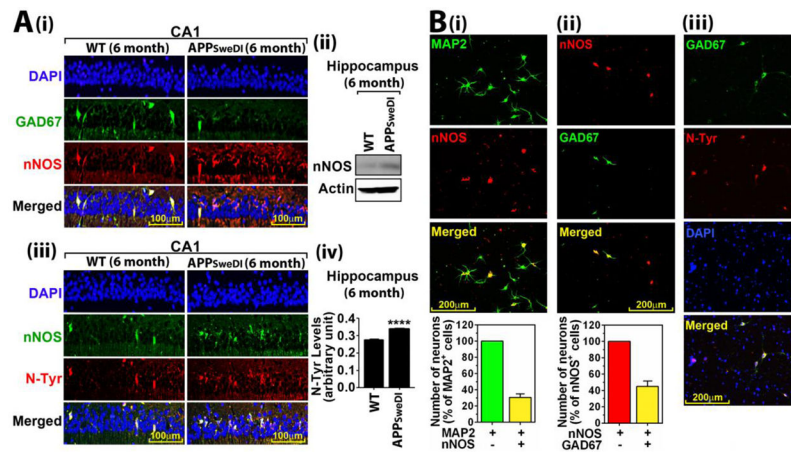 A (i)
CA1
WT (6 month) APPSweDI (6 month)
DAPI
GAD67
nNOS
Merged
100µm 100µm
(ii)
Hippocampus
(6 month)
WT
APPSweDI
nNOS
Actin
(iii)
CA1
WT (6 month) APPSweDI (6 month)
DAPI
nNOS
N-Tyr
Merged
100µm 100µm
(iv)
Hippocampus
(6 month)
N-Tyr Levels
(arbitrary unit)
0.4
0.3
0.2
0.1
0.0
****
WT
APPSweDI
B (i)
MAP2
nNOS
Merged
200µm
Number of neurons
(% of MAP2+ cells)
120
100
80
60
40
20
0
MAP2 + +
nNOS - +
(ii)
nNOS
GAD67
Merged
200µm
Number of neurons
(% of nNOS+ cells)
120
100
80
60
40
20
0
nNOS + +
GAD67 - +
(iii)
GAD67
N-Tyr
DAPI
Merged
200µm